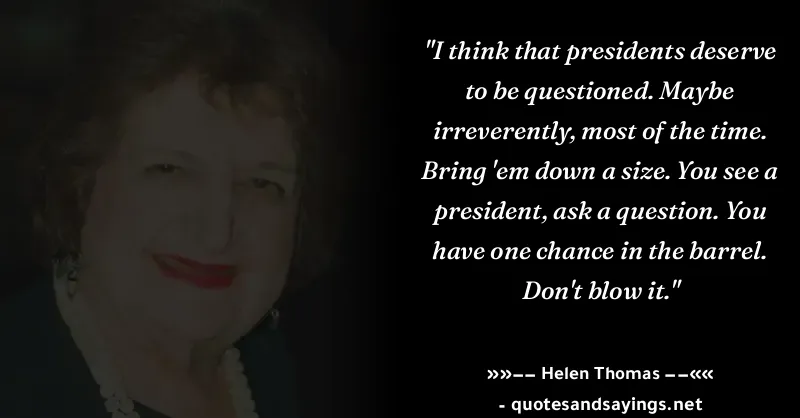 "I think that presidents deserve
to be questioned. Maybe
irreverently, most of the time.
Bring 'em down a size. You see a
president, ask a question. You
have one chance in the barrel.
Don't blow it."
»»–– Helen Thomas ––««
- quotesandsayings.net